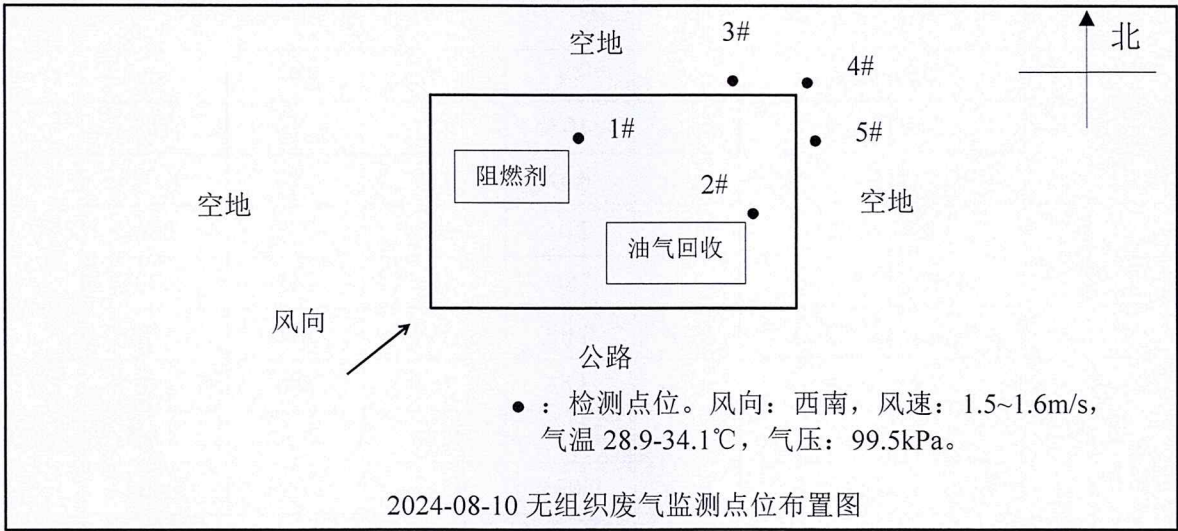 空地
3#
4#
北
1#
5#
阻燃剂
2#
空地
空地
油气回收
风向
公路
●：检测点位。风向：西南，风速：1.5~1.6m/s，
气温 28.9-34.1℃，气压：99.5kPa。
2024-08-10 无组织废气监测点位布置图